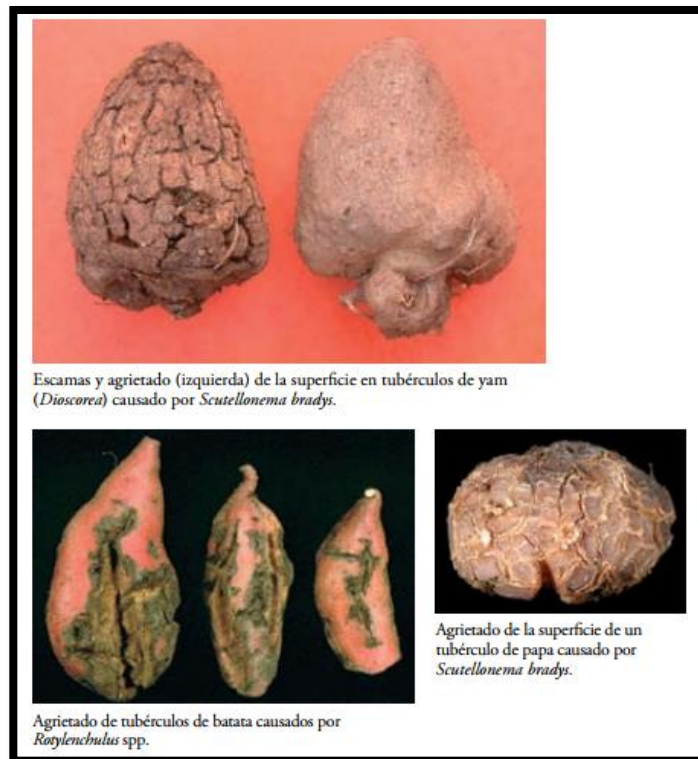 Escamas y agrietado (izquierda) de la superficie en tubérculos de yam
(Dioscorea) causado por Scutellonema bradys.
Agrietado de la superficie de un
tubérculo de papa causado por
Scutellonema bradys.
Agrietado de tubérculos de batata causados por
Rotylenchulus spp.